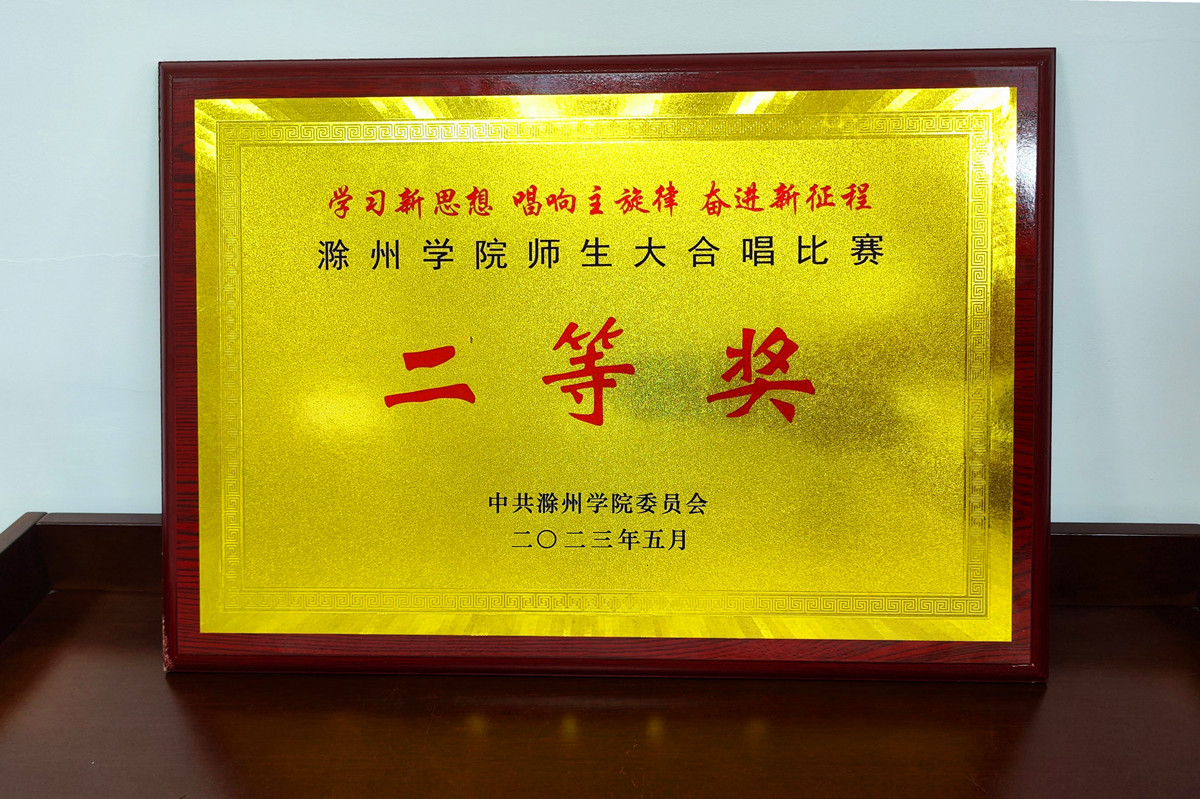 学习新思想 唱响主旋律 奋进新征程
滁州学院师生大合唱比赛
二等奖
中共滁州学院委员会
二〇二三年五月